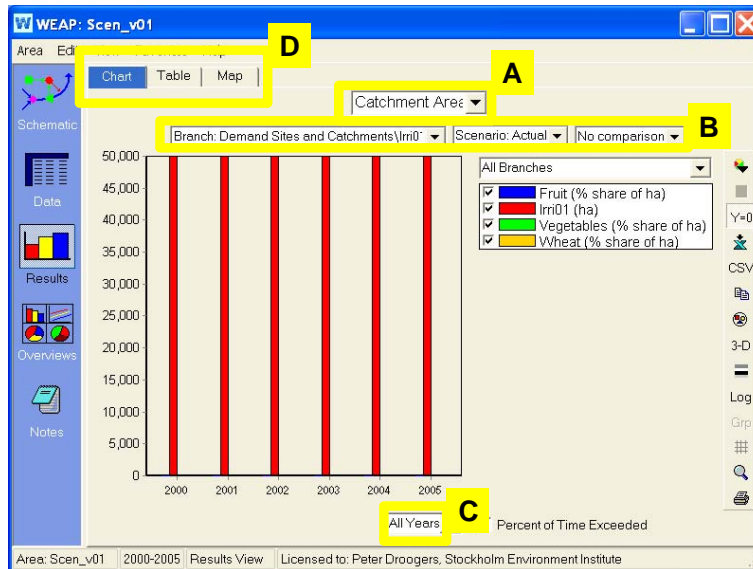 WEAP: Scen_v01
Area Edit Help
D
Chart Table Map
A
Catchment Area
Schematic
B
Branch: Demand Sites and Catchments\Irri0 Scenario: Actual No comparison
50,000
45,000
40,000
35,000
30,000
25,000
20,000
15,000
10,000
5,000
0
All Branches
Fruit (% share of ha)
Irri01 (ha)
Vegetables (% share of ha)
Wheat (% share of ha)
Data
Results
Overviews
Notes
Y=0
CSV
3-D
Log
Grp
2000 2001 2002 2003 2004 2005
C
All Years Percent of Time Exceeded
Area: Scen_v01 2000-2005 Results View Licensed to: Peter Droogers, Stockholm Environment Institute